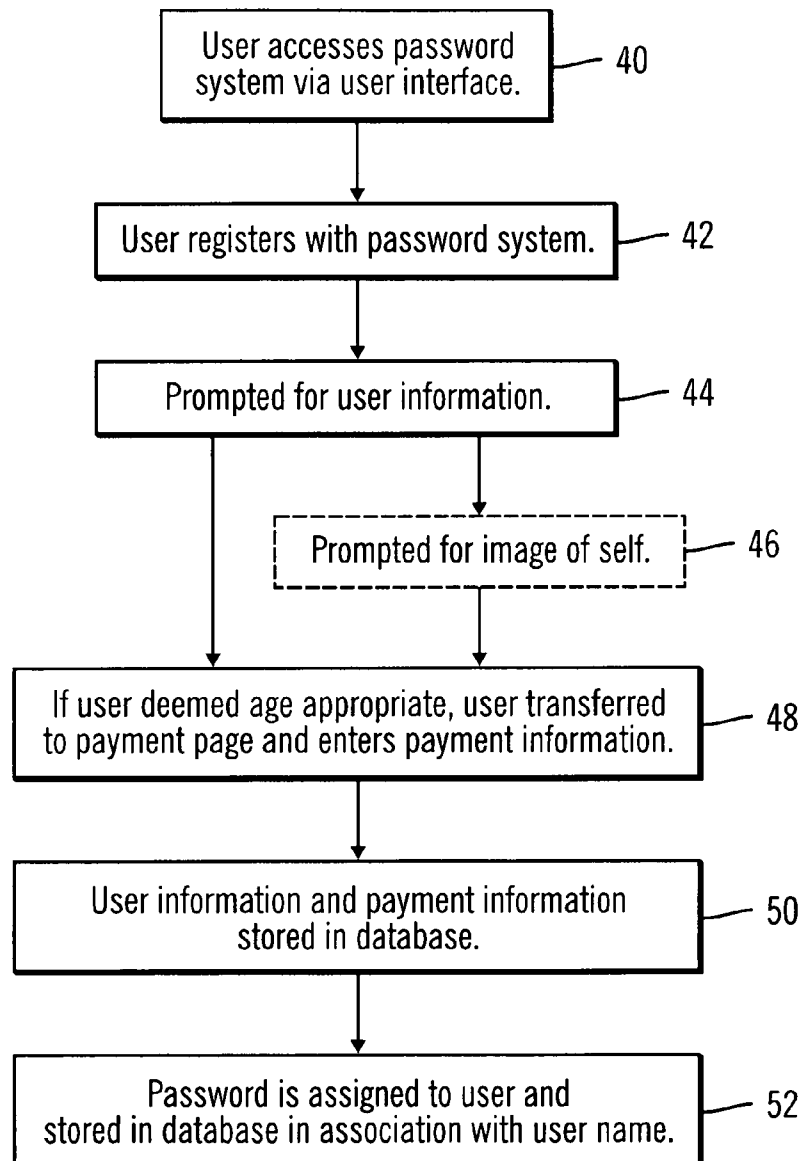 User accesses password
system via user interface.
40
User registers with password system.
42
Prompted for user information.
44
Prompted for image of self.
46
If user deemed age appropriate, user transferred
to payment page and enters payment information.
48
User information and payment information
stored in database.
50
Password is assigned to user and
stored in database in association with user name.
52